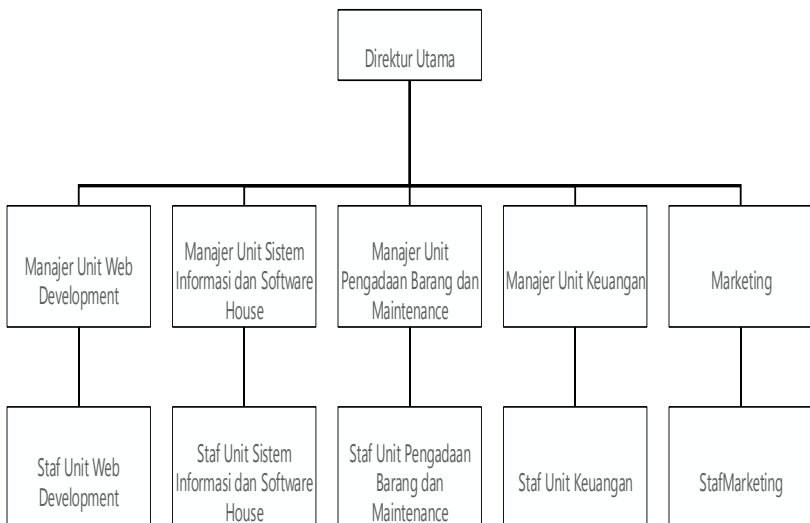 Direktur Utama
Manajer Unit Web
Development
Manajer Unit Sistem
Informasi dan Software
House
Manajer Unit
Pengadaan Barang dan
Maintenance
Manajer Unit Keuangan
Marketing
Staf Unit Web
Development
Staf Unit Sistem
Informasi dan Software
House
Staf Unit Pengadaan
Barang dan
Maintenance
Staf Unit Keuangan
StafMarketing